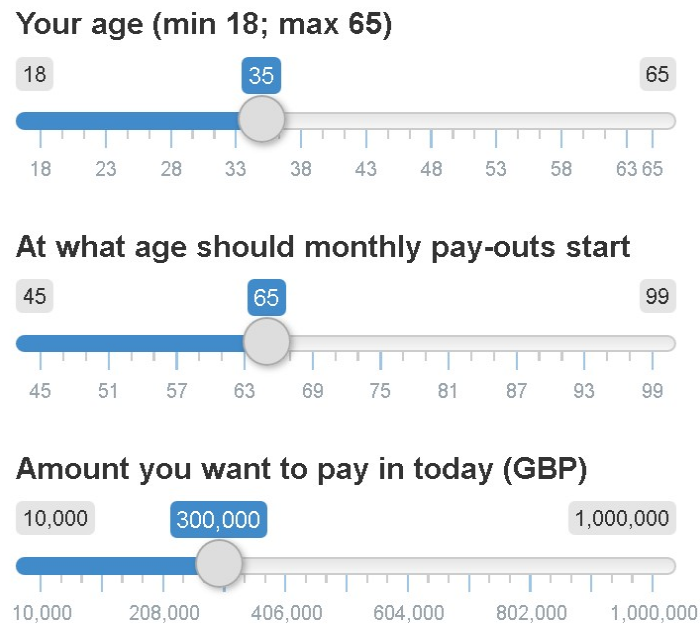 Your age (min 18; max 65)
18 35 65
18 23 28 33 38 43 48 53 58 63 65
At what age should monthly pay-outs start
45 65 99
45 51 57 63 69 75 81 87 93 99
Amount you want to pay in today (GBP)
10,000 300,000 1,000,000
10,000 208,000 406,000 604,000 802,000 1,000,000